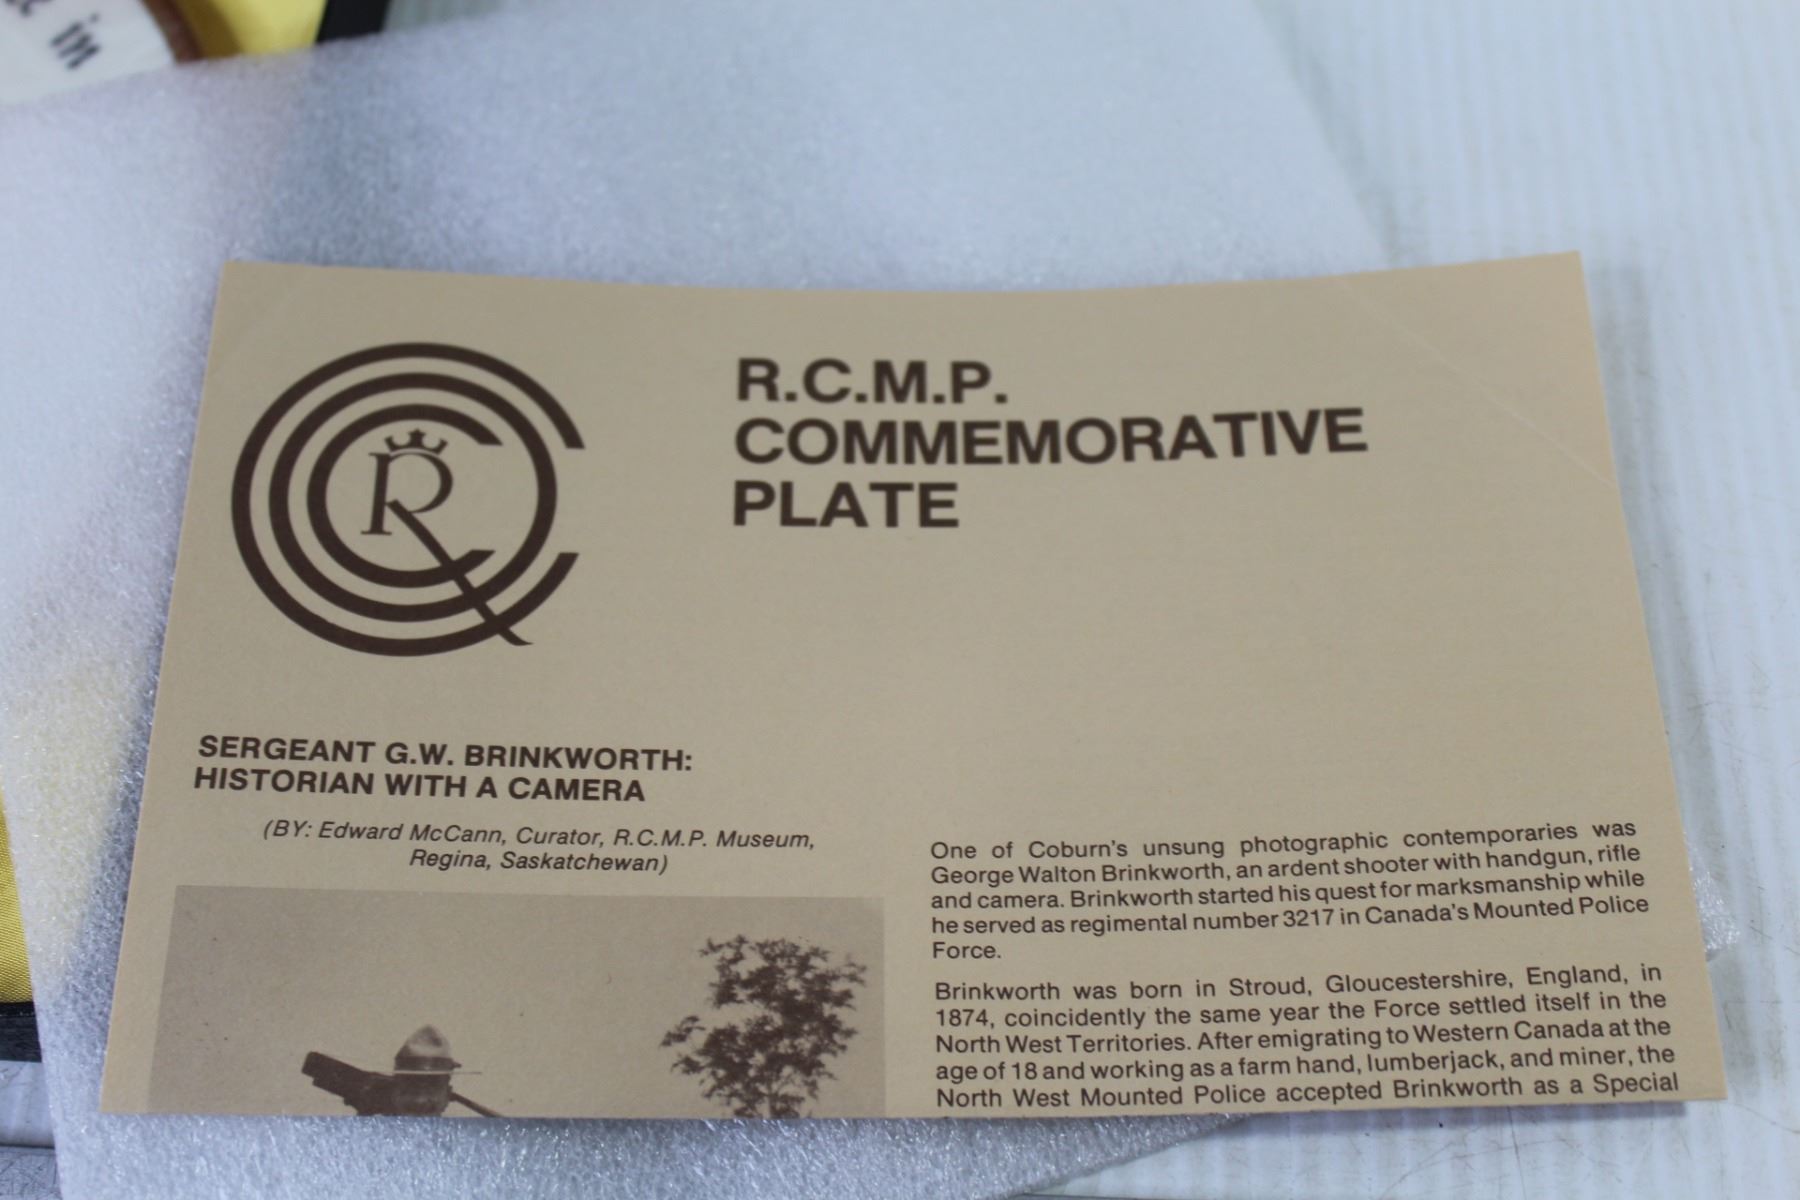 in
R.C.M.P.
COMMEMORATIVE
PLATE
R
SERGEANT G.W. BRINKWORTH:
HISTORIAN WITH A CAMERA
(BY: Edward McCann, Curator, R.C.M.P. Museum,
Regina, Saskatchewan)
One of Coburn's unsung photographic contemporaries was
George Walton Brinkworth, an ardent shooter with handgun, rifle
and camera. Brinkworth started his quest for marksmanship while
he served as regimental number 3217 in Canada's Mounted Police
Force.
Brinkworth was born in Stroud, Gloucestershire, England, in
1874, coincidently the same year the Force settled itself in the
North West Territories. After emigrating to Western Canada at the
age of 18 and working as a farm hand, lumberjack, and miner, the
North West Mounted Police accepted Brinkworth as a Special